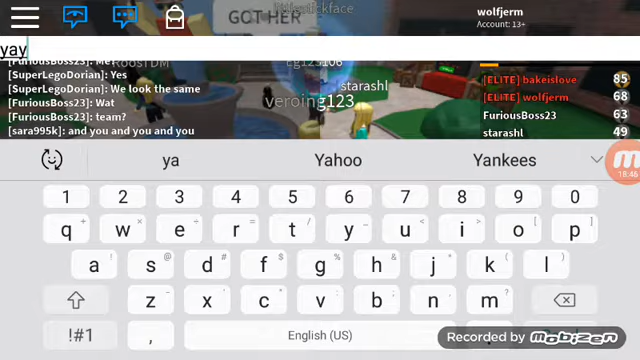 GOT HER
wolfjerm
Account: 13+
yay
[SuperLegoDorian]: Yes
[SuperLegoDorian]: We look the same
[FuriousBoss23]: Wat
[FuriousBoss23]: team?
[sara995k]: and you and you and you
starashl
veroing123
[ELITE] bakeislove 85
[ELITE] wolfjerm 68
FuriousBoss23 63
starashl 49
ya Yahoo Yankees
18:46
1 2 3 4 5 6 7 8 9 0
q w e r t y u i o p
a s d f g h j k l
z x c v b n m
!#1 , English (US)
Recorded by Mobizen